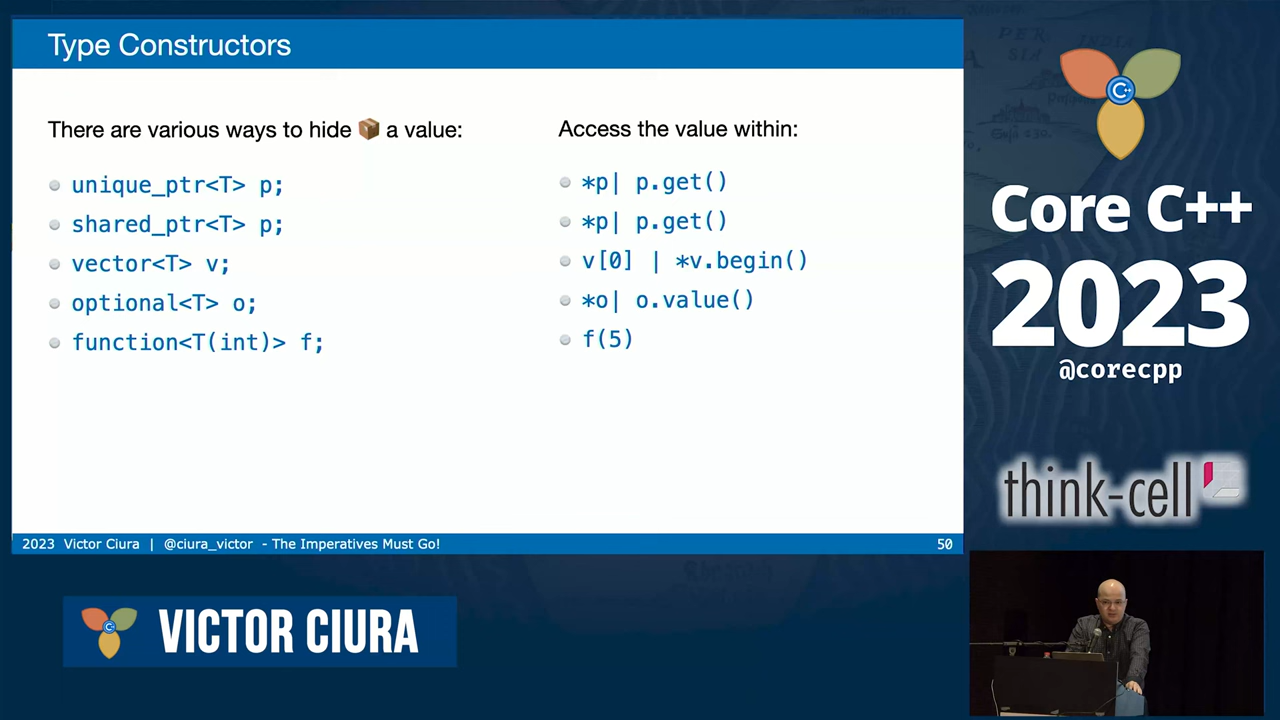 Type Constructors
There are various ways to hide 📦 a value:
unique_ptr<T> p;
shared_ptr<T> p;
vector<T> v;
optional<T> o;
function<T(int)> f;
Access the value within:
*p| p.get()
*p| p.get()
v[0] | *v.begin()
*o| o.value()
f(5)
2023 Victor Ciura | @ciura_victor - The Imperatives Must Go!
50
C++
Core C++
2023
@corecpp
think-cell
C++
VICTOR CIURA